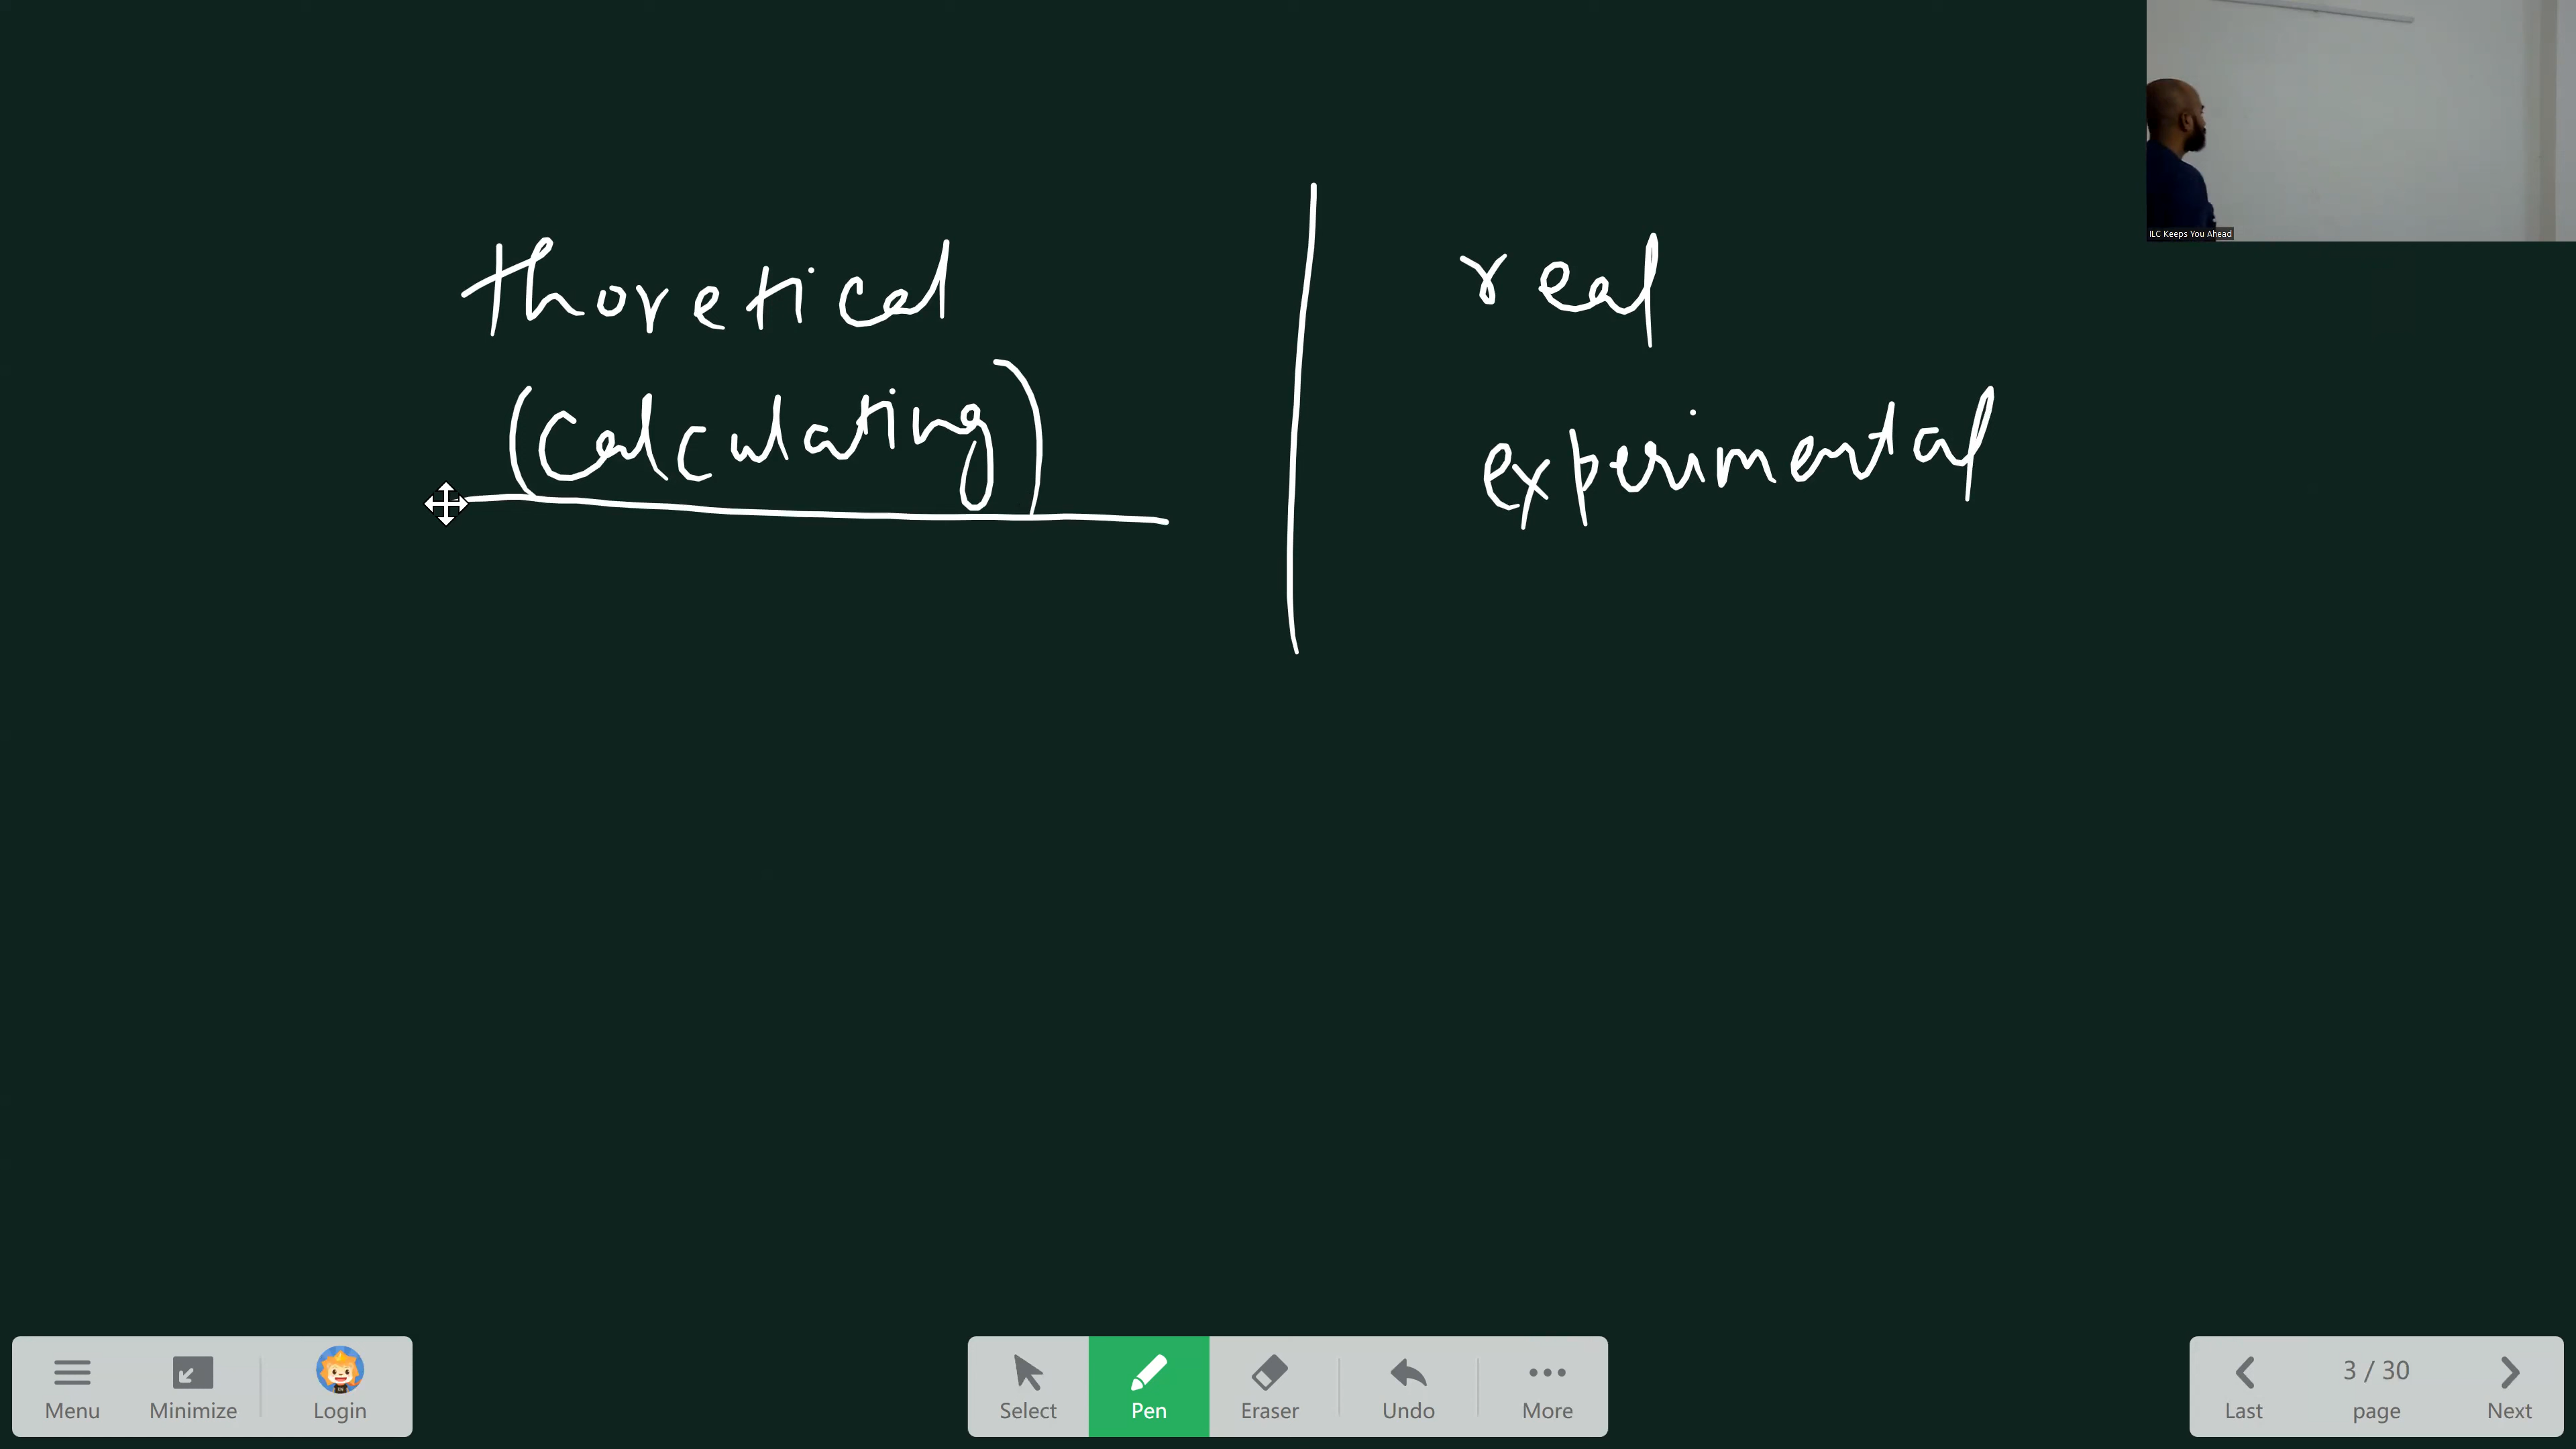 thoretical
(Calculating)
real
experimental
ILC Keeps You Ahead
Menu
Minimize
Login
Select
Pen
Eraser
Undo
More
Last
3 / 30
page
Next